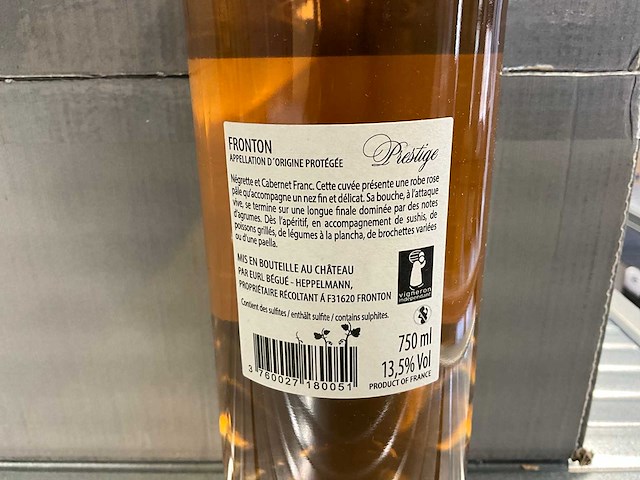 FRONTON
Prestige
APPELLATION D'ORIGINE PROTÉGÉE
Négrette et Cabernet Franc. Cette cuvée présente une robe rose
pâle qu'accompagne un nez fin et délicat. Sa bouche, à l'attaque
vive, se termine sur une longue finale dominée par des notes
d'agrumes. Dès l'apéritif, en accompagnement de sushis, de
poissons grillés, de légumes à la plancha, de brochettes variées
ou d'une paella.
MIS EN BOUTEILLE AU CHÂTEAU
PAR EURL BÉGUÉ - HEPPELMANN,
PROPRIÉTAIRE RÉCOLTANT À F31620 FRONTON
vigneron
indépendant
Contient des sulfites / enthält sulfite / contains sulphites.
750 ml
13,5% Vol
PRODUCT OF FRANCE
3 760027 180051